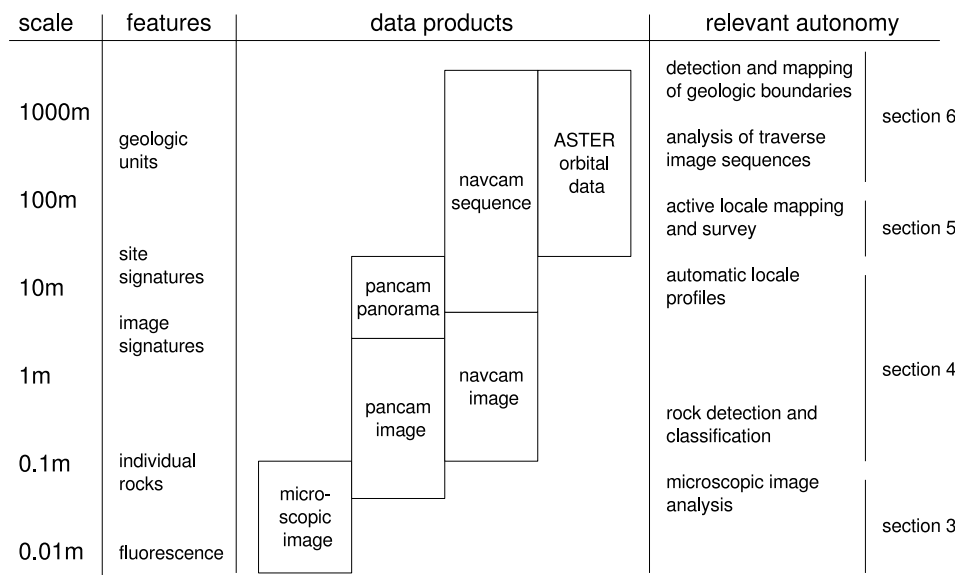 scale features data products relevant autonomy
1000m
100m
10m
1m
0.1m
0.01m
geologic
units
site
signatures
image
signatures
individual
rocks
fluorescence
micro-
scopic
image
pancam
panorama
pancam
image
navcam
sequence
navcam
image
ASTER
orbital
data
detection and mapping
of geologic boundaries
analysis of traverse
image sequences
active locale mapping
and survey
automatic locale
profiles
rock detection and
classification
microscopic image
analysis
section 6
section 5
section 4
section 3